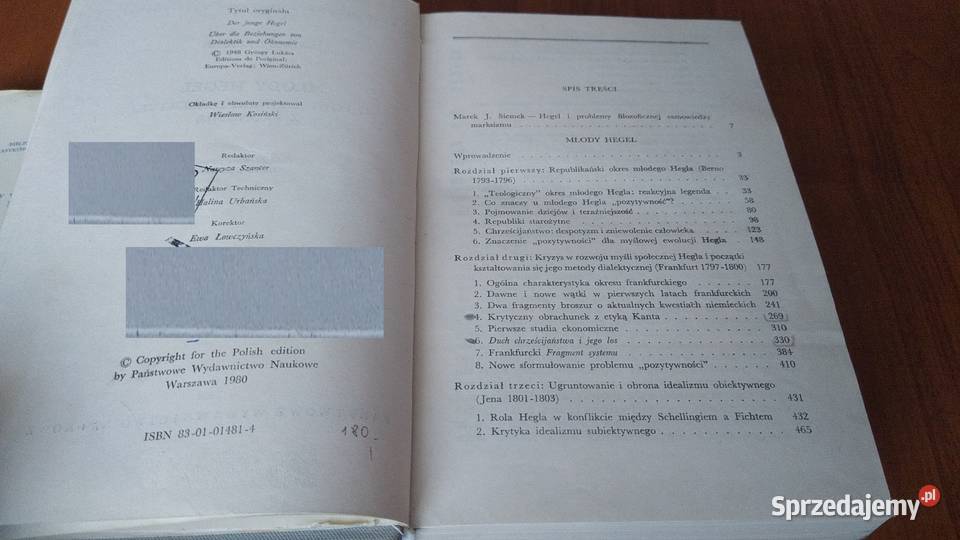 Tytuł oryginału
Der junge Hegel
Über die Beziehungen von
Dialektik und Ökonomie
© 1948 György Lukács
Editions de l'original:
Europa-Verlag; Wien-Zürich
Okładkę i obwolutę projektował
Wiesław Kosiński
Redaktor
Szancer
Redaktor Techniczny
Halina Urbańska
Korektor
Ewa Lowczyńska
© Copyright for the Polish edition
by Państwowe Wydawnictwo Naukowe
Warszawa 1980
ISBN 83-01-01481-4
180
SPIS TREŚCI
Marek J. Siemek — Hegel i problemy filozoficznej samowiedzy
marksizmu . . . . . . . . . . . . . . . . 7
MŁODY HEGEL
Wprowadzenie . . . . . . . . . . . . . . . . 3
Rozdział pierwszy: Republikański okres młodego Hegla (Berno
1793-1796) . . . . . . . . . . . . . . . . 33
1. „Teologiczny” okres młodego Hegla: reakcyjna legenda . . 33
2. Co znaczy u młodego Hegla „pozytywność”? . . . . . 58
3. Pojmowanie dziejów i teraźniejszość . . . . . . . . 80
4. Republiki starożytne . . . . . . . . . . . . . 98
5. Chrześcijaństwo: despotyzm i zniewolenie człowieka . . . 123
6. Znaczenie „pozytywności” dla myślowej ewolucji Hegla . 148
Rozdział drugi: Kryzys w rozwoju myśli społecznej Hegla i początki
kształtowania się jego metody dialektycznej (Frankfurt 1797-1800) 177
1. Ogólna charakterystyka okresu frankfurckiego . . . . . 177
2. Dawne i nowe wątki w pierwszych latach frankfurckich 200
3. Dwa fragmenty broszur o aktualnych kwestiach niemieckich 241
4. Krytyczny obrachunek z etyką Kanta . . . . . . . . 269
5. Pierwsze studia ekonomiczne . . . . . . . . . . 310
6. Duch chrześcijaństwa i jego los . . . . . . . . . 330
7. Frankfurcki Fragment systemu . . . . . . . . . . 384
8. Nowe sformułowanie problemu „pozytywności” . . . . . 410
Rozdział trzeci: Ugruntowanie i obrona idealizmu obiektywnego
(Jena 1801-1803) . . . . . . . . . . . . . . 431
1. Rola Hegla w konflikcie między Schellingiem a Fichtem 432
2. Krytyka idealizmu subiektywnego . . . . . . . . . 465
Sprzedajemy.pl